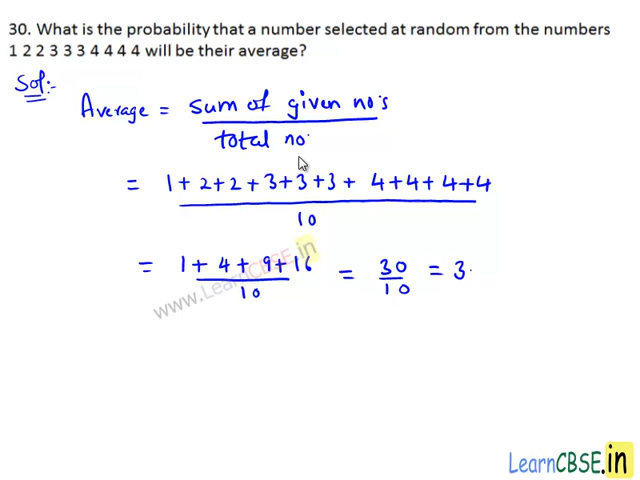 30. What is the probability that a number selected at random from the numbers
1 2 2 3 3 3 4 4 4 4 will be their average?
Sol:-
Average = sum of given no's
total no.
= 1 + 2 + 2 + 3 + 3 + 3 + 4 + 4 + 4 + 4
10
= 1 + 4 + 9 + 16 = 30 = 3.
10 10
www.LearnCBSE.in
LearnCBSE.in